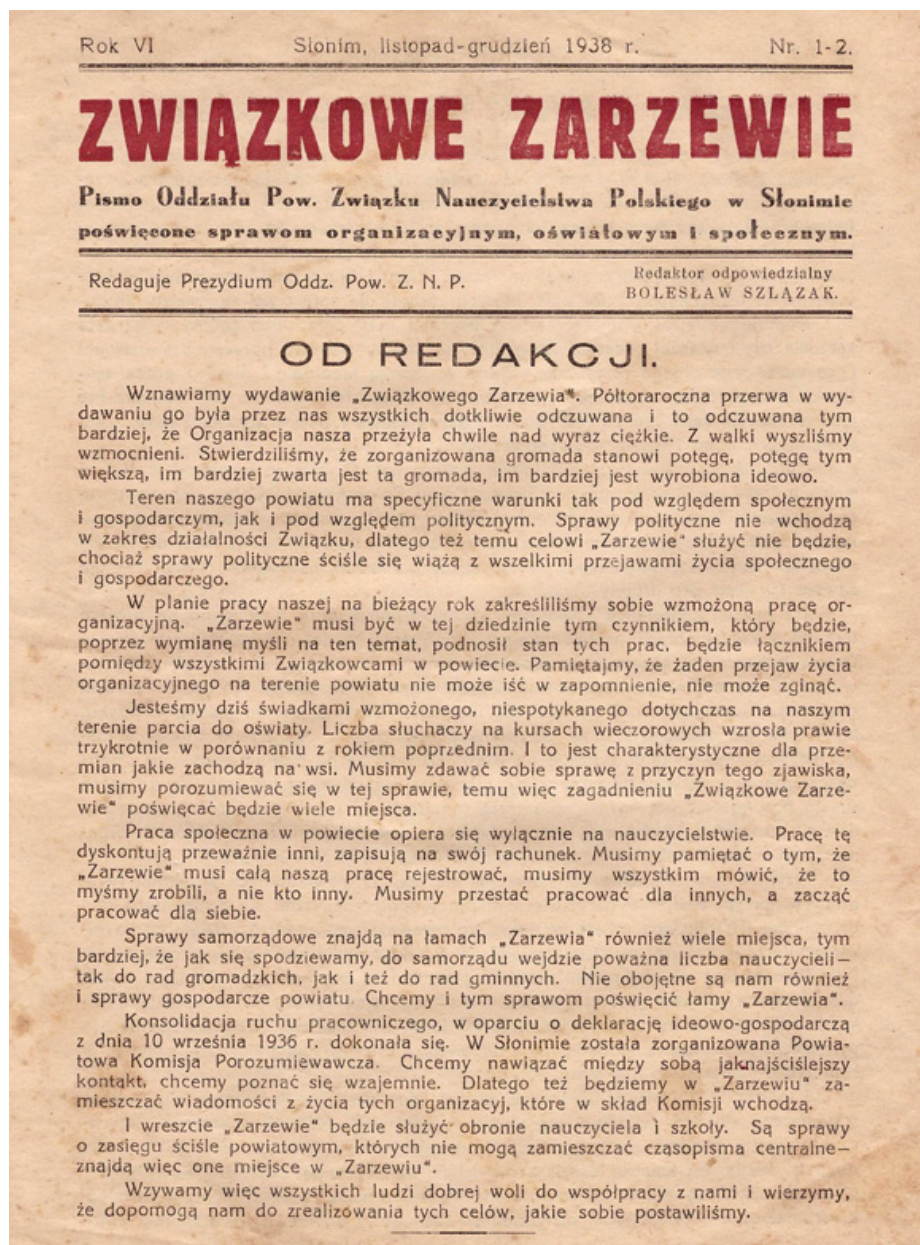 Rok VI Slonim, listopad-grudzień 1938 r. Nr. 1-2.
ZWIĄZKOWE ZARZEWIE
Pismo Oddziału Pow. Związku Nauczycielstwa Polskiego w Słonimie
poświęcone sprawom organizacyjnym, oświatowym i społecznym.
Redaguje Prezydium Oddz. Pow. Z. N. P.
Redaktor odpowiedzialny
BOLESŁAW SZLĄZAK.
OD REDAKCJI.
Wznawiamy wydawanie „Związkowego Zarzewia“. Półtoraroczna przerwa w wy-
dawaniu go była przez nas wszystkich dotkliwie odczuwana i to odczuwana tym
bardziej, że Organizacja nasza przeżyła chwile nad wyraz ciężkie. Z walki wyszliśmy
wzmocnieni. Stwierdziliśmy, że zorganizowana gromada stanowi potęgę, potęgę tym
większą, im bardziej zwarta jest ta gromada, im bardziej jest wyrobiona ideowo.
Teren naszego powiatu ma specyficzne warunki tak pod względem społecznym
i gospodarczym, jak i pod względem politycznym. Sprawy polityczne nie wchodzą
w zakres działalności Związku, dlatego też temu celowi „Zarzewie“ służyć nie będzie,
chociaż sprawy polityczne ściśle się wiążą z wszelkimi przejawami życia społecznego
i gospodarczego.
W planie pracy naszej na bieżący rok zakreśliliśmy sobie wzmożoną pracę or-
ganizacyjną. „Zarzewie“ musi być w tej dziedzinie tym czynnikiem, który będzie,
poprzez wymianę myśli na ten temat, podnosił stan tych prac, będzie łącznikiem
pomiędzy wszystkimi Związkowcami w powiecie. Pamiętajmy, że żaden przejaw życia
organizacyjnego na terenie powiatu nie może iść w zapomnienie, nie może zginąć.
Jesteśmy dziś świadkami wzmożonego, niespotykanego dotychczas na naszym
terenie parcia do oświaty. Liczba słuchaczy na kursach wieczorowych wzrosła prawie
trzykrotnie w porównaniu z rokiem poprzednim. I to jest charakterystyczne dla prze-
mian jakie zachodzą na wsi. Musimy zdawać sobie sprawę z przyczyn tego zjawiska,
musimy porozumiewać się w tej sprawie, temu więc zagadnieniu „Związkowe Zarze-
wie“ poświęcać będzie wiele miejsca.
Praca społeczna w powiecie opiera się wyłącznie na nauczycielstwie. Pracę tę
dyskontują przeważnie inni, zapisują na swój rachunek. Musimy pamiętać o tym, że
„Zarzewie“ musi całą naszą pracę rejestrować, musimy wszystkim mówić, że to
myśmy zrobili, a nie kto inny. Musimy przestać pracować dla innych, a zacząć
pracować dlą siebie.
Sprawy samorządowe znajdą na łamach „Zarzewia“ również wiele miejsca, tym
bardziej, że jak się spodziewamy, do samorządu wejdzie poważna liczba nauczycieli—
tak do rad gromadzkich, jak i też do rad gminnych. Nie obojętne są nam również
i sprawy gospodarcze powiatu. Chcemy i tym sprawom poświęcić łamy „Zarzewia“.
Konsolidacja ruchu pracowniczego, w oparciu o deklarację ideowo-gospodarczą
z dnia 10 września 1936 r. dokonała się. W Słonimie została zorganizowana Powia-
towa Komisja Porozumiewawcza. Chcemy nawiązać między sobą jaknajściślejszy
kontąkt, chcemy poznać się wzajemnie. Dlatego też będziemy w „Zarzewiu“ za-
mieszczać wiadomości z życia tych organizacyj, które w skład Komisji wchodzą.
I wreszcie „Zarzewie“ będzie służyć obronie nauczyciela i szkoły. Są sprawy
o zasięgu ściśle powiatowym, których nie mogą zamieszczać czasopisma centralne—
znajdą więc one miejsce w „Zarzewiu“.
Wzywamy więc wszystkich ludzi dobrej woli do współpracy z nami i wierzymy,
że dopomogą nam do zrealizowania tych celów, jakie sobie postawiliśmy.